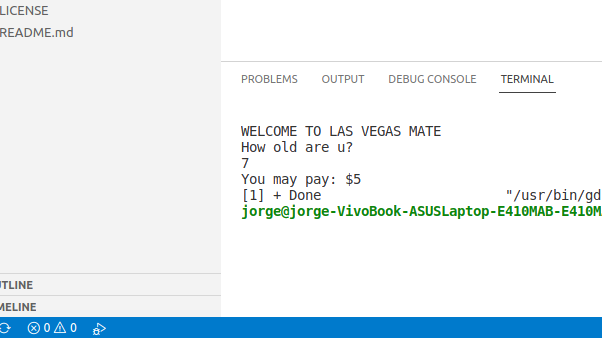 LICENSE
README.md
PROBLEMS OUTPUT DEBUG CONSOLE TERMINAL
WELCOME TO LAS VEGAS MATE
How old are u?
7
You may pay: $5
[1] + Done "/usr/bin/gd
jorge@jorge-VivoBook-ASUSLaptop-E410MAB-E410M
UTLINE
MELINE
0 0